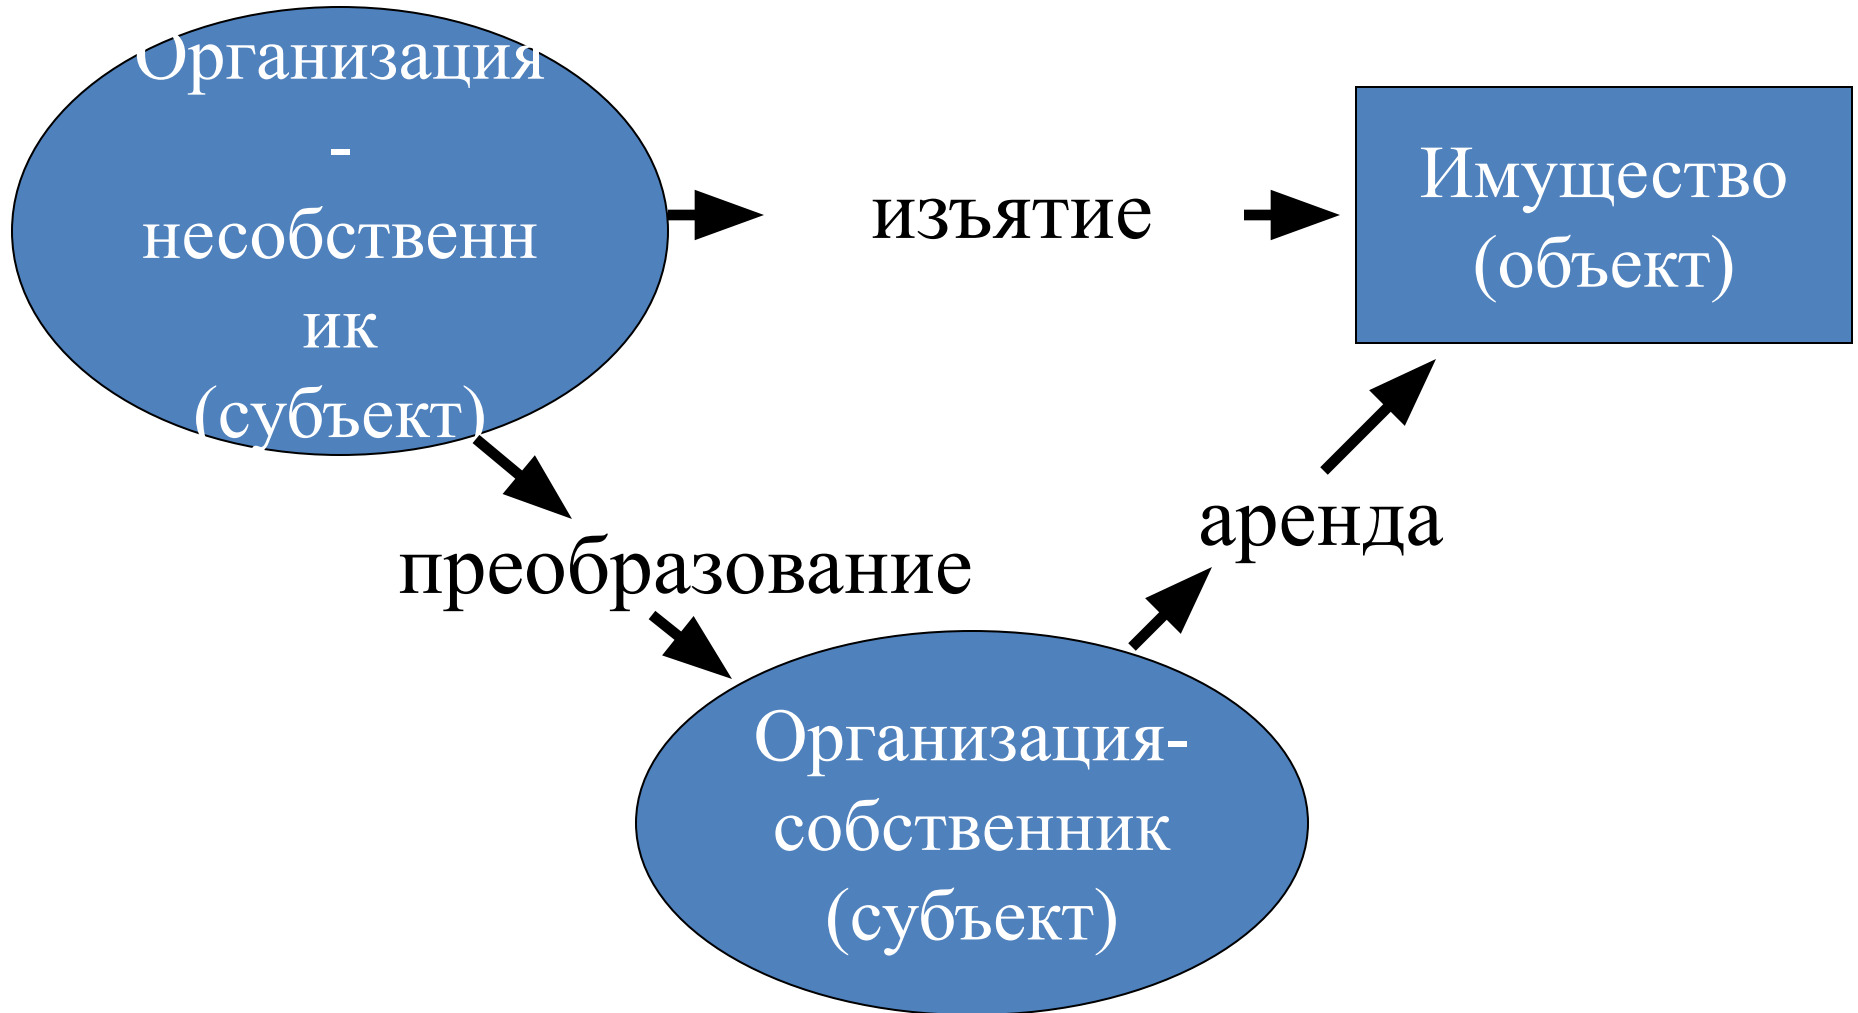 Организация
-
несобственн
ик
(субъект)
изъятие
Имущество
(объект)
аренда
преобразование
Организация-
собственник
(субъект)